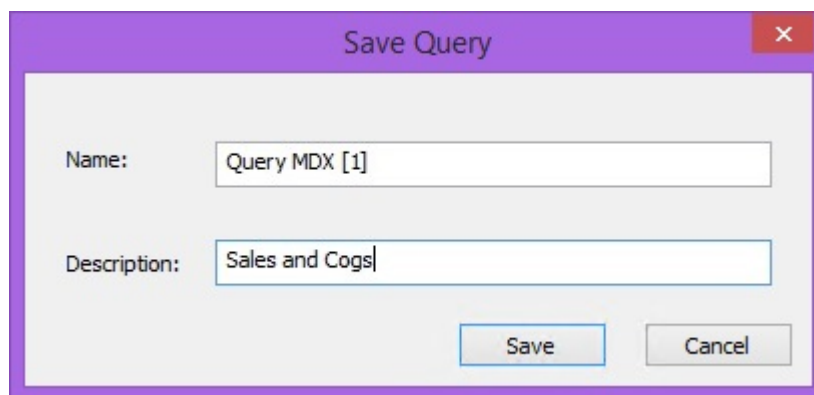 Save Query
Name: Query MDX [1]
Description: Sales and Cogs
Save Cancel